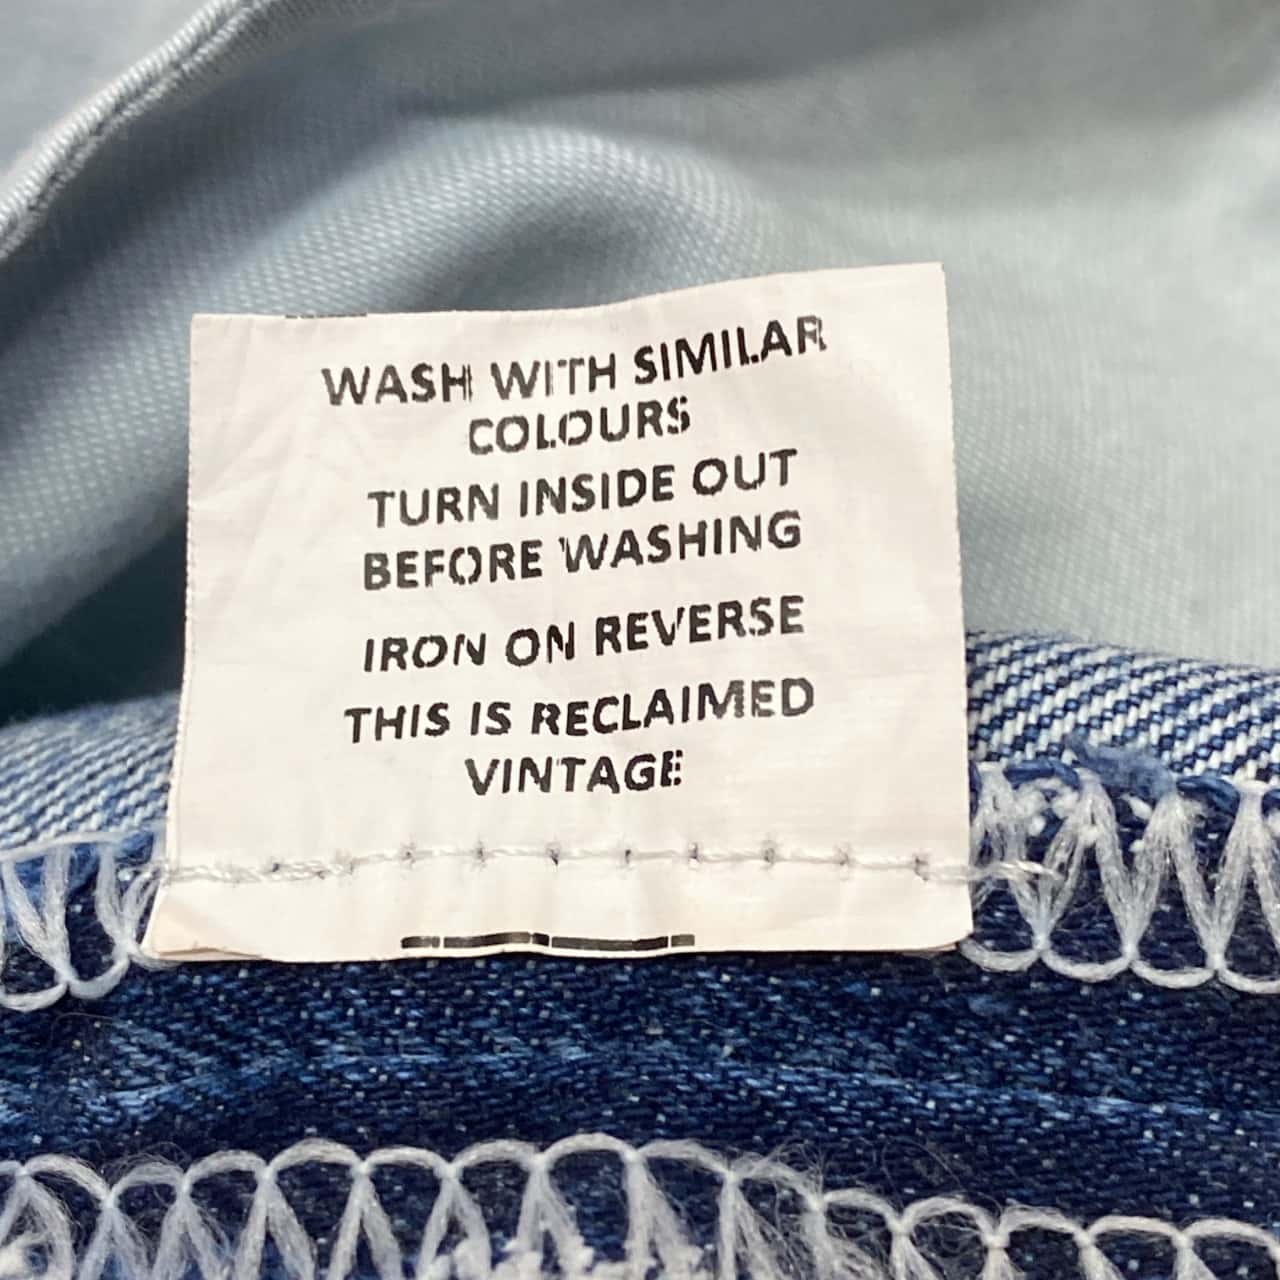 WASH WITH SIMILAR
COLOURS
TURN INSIDE OUT
BEFORE WASHING
IRON ON REVERSE
THIS IS RECLAIMED
VINTAGE